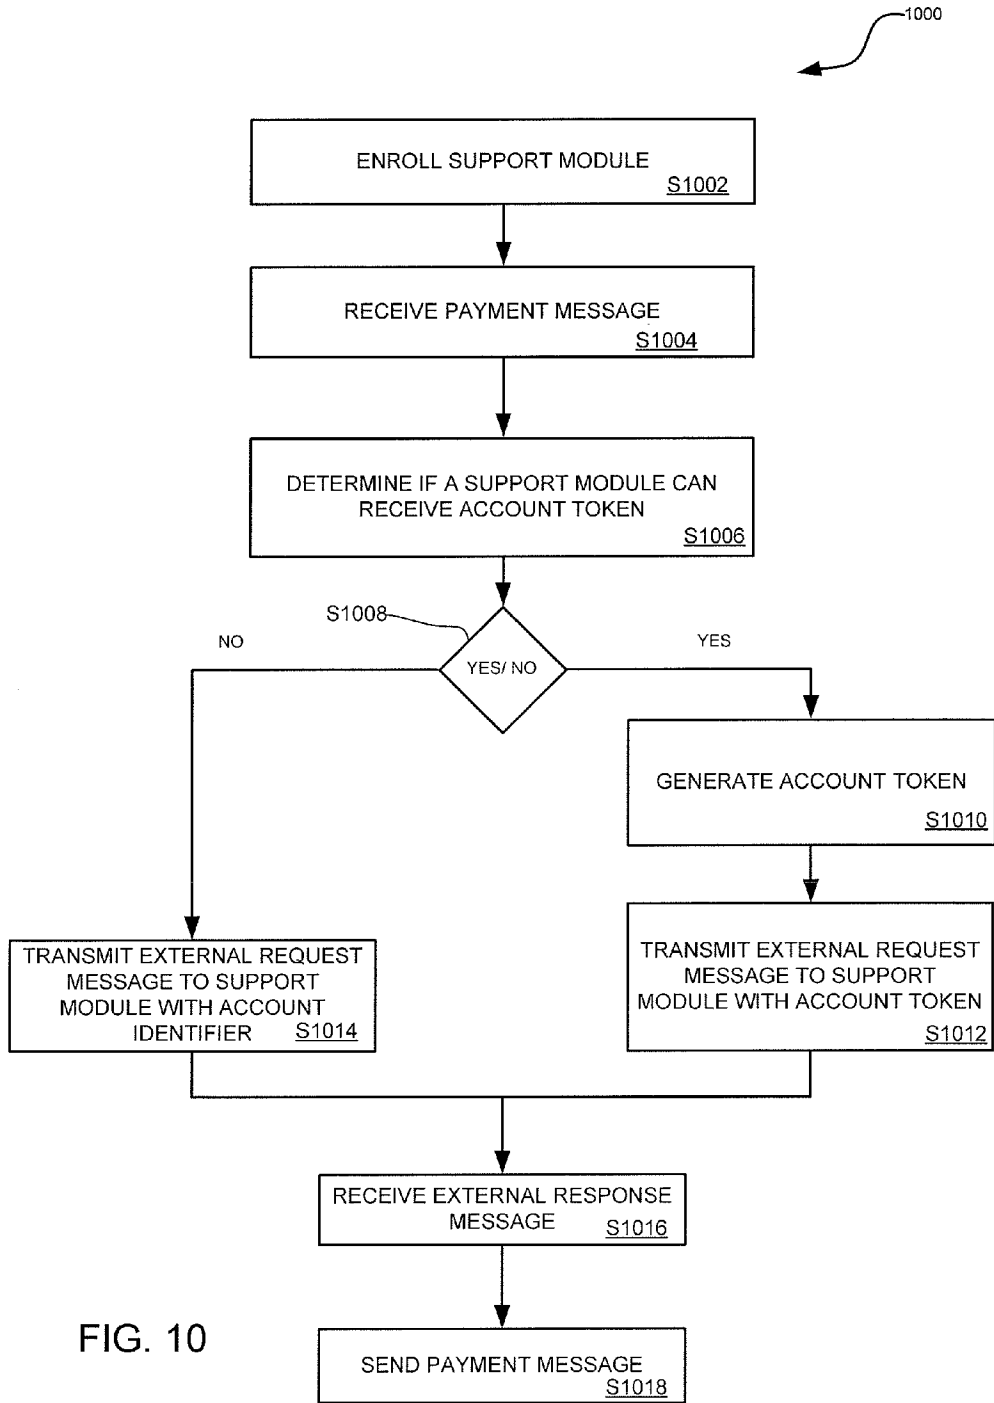 1000
ENROLL SUPPORT MODULE
S1002
RECEIVE PAYMENT MESSAGE
S1004
DETERMINE IF A SUPPORT MODULE CAN
RECEIVE ACCOUNT TOKEN
S1006
S1008
NO
YES/ NO
YES
GENERATE ACCOUNT TOKEN
S1010
TRANSMIT EXTERNAL REQUEST
MESSAGE TO SUPPORT
MODULE WITH ACCOUNT
IDENTIFIER
S1014
TRANSMIT EXTERNAL REQUEST
MESSAGE TO SUPPORT
MODULE WITH ACCOUNT TOKEN
S1012
RECEIVE EXTERNAL RESPONSE
MESSAGE
S1016
SEND PAYMENT MESSAGE
S1018
FIG. 10